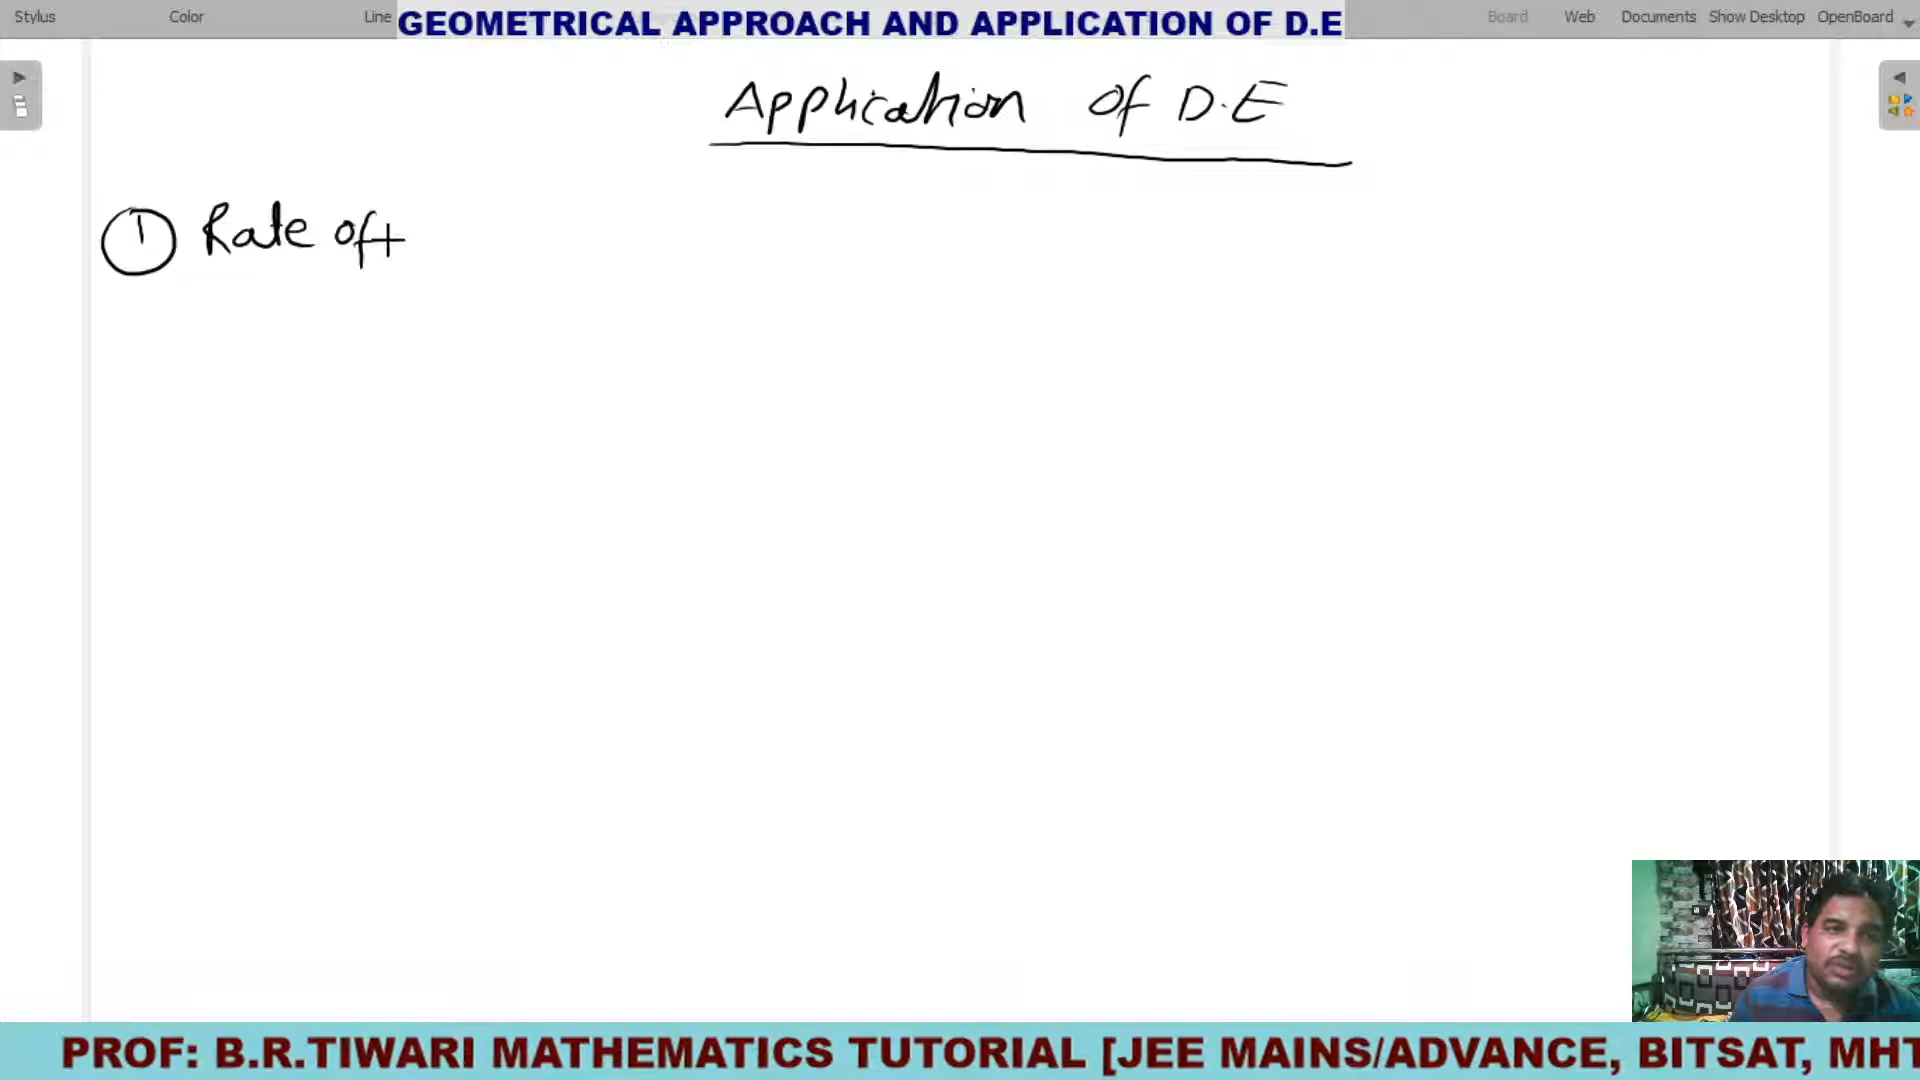 Stylus Color Line GEOMETRICAL APPROACH AND APPLICATION OF D.E Board Web Documents Show Desktop OpenBoard
Application of D.E
1 Rate of
PROF: B.R.TIWARI MATHEMATICS TUTORIAL [JEE MAINS/ADVANCE, BITSAT, MHT